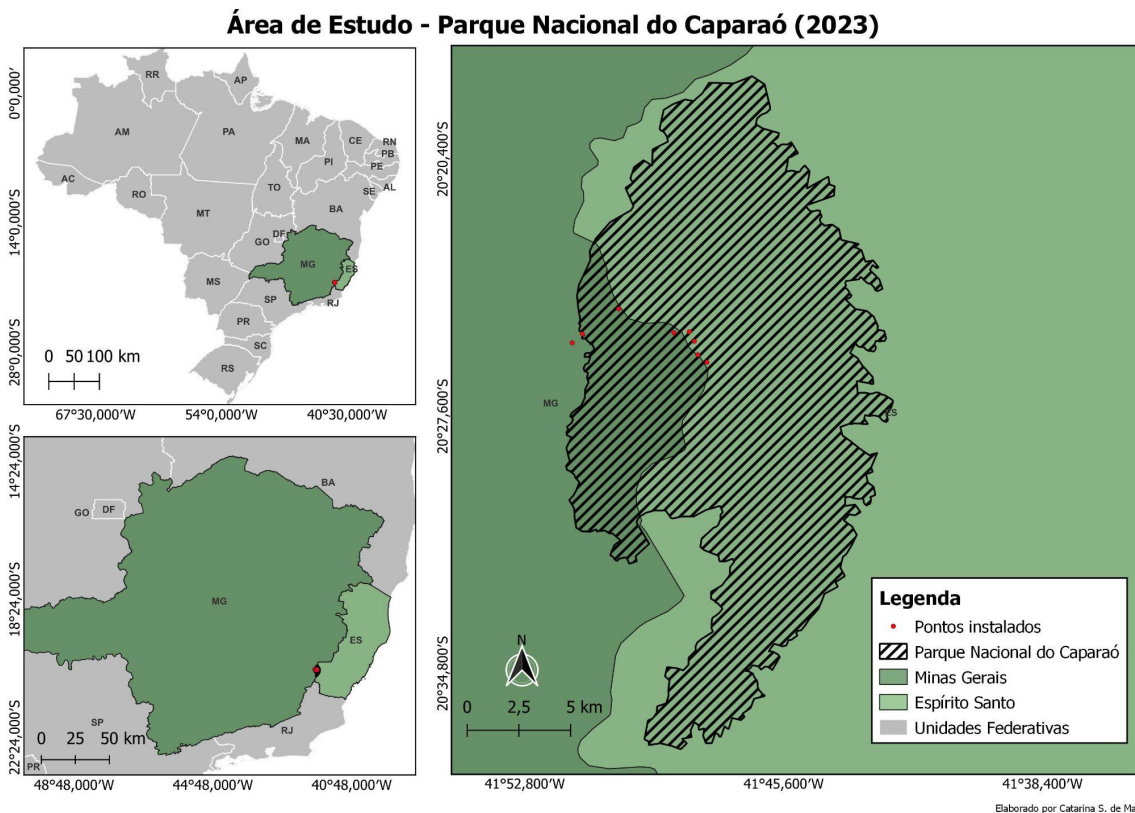 Área de Estudo - Parque Nacional do Caparaó (2023)
0°0,000′
14°0,000′S
28°0,000′S
RR
AP
AM
PA
MA
CE
RN
PB
PI
PE
AC
AL
SE
TO
RO
BA
MT
DF
GO
MG
ES
MS
SP
RJ
PR
SC
RS
0 50 100 km
67°30,000′W 54°0,000′W 40°30,000′W
14°24,000′S
18°24,000′S
22°24,000′S
BA
GO
DF
MG
ES
SP
RJ
PR
0 25 50 km
48°48,000′W 44°48,000′W 40°48,000′W
20°20,400′S
20°27,600′S
20°34,800′S
MG
ES
N
0 2,5 5 km
Legenda
Pontos instalados
Parque Nacional do Caparaó
Minas Gerais
Espírito Santo
Unidades Federativas
41°52,800′W 41°45,600′W 41°38,400′W
Elaborado por Catarina S. de Ma